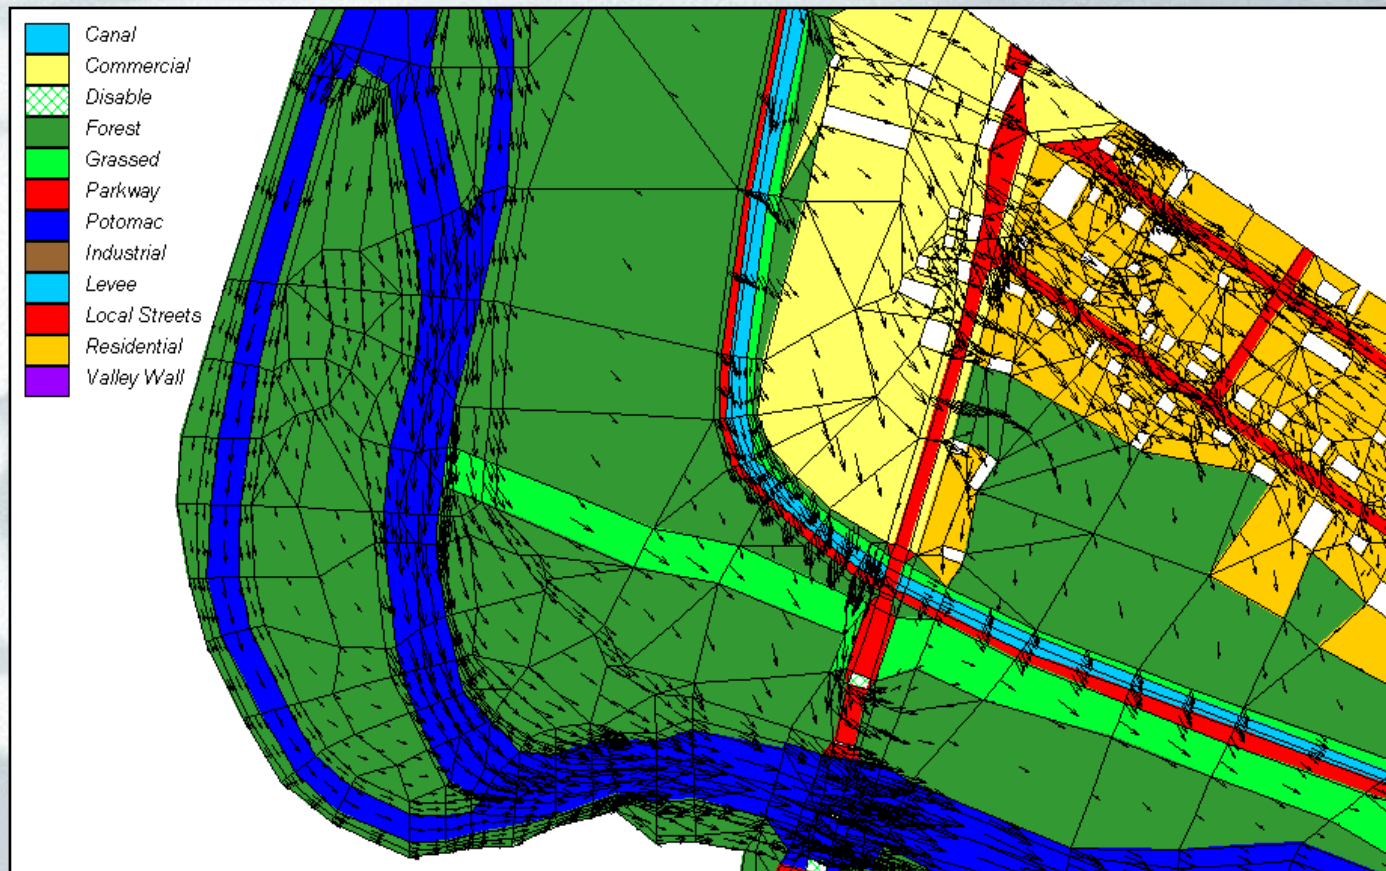 Canal
Commercial
Disable
Forest
Grassed
Parkway
Potomac
Industrial
Levee
Local Streets
Residential
Valley Wall